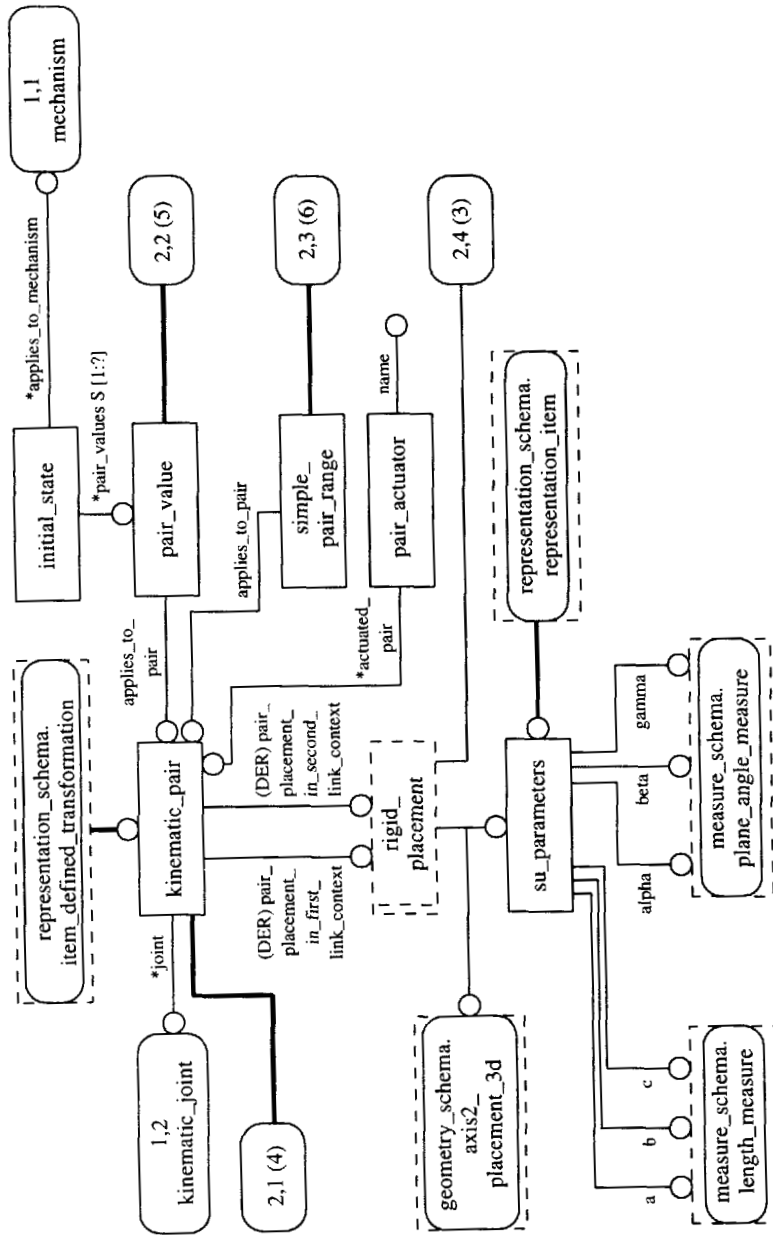 1,1
mechanism
*applies_to_mechanism
initial_state
*pair_values S [1:?]
2,2 (5)
pair_value
applies_to_
pair
2,3 (6)
simple_
pair_range
applies_to_pair
name
pair_actuator
*actuated_
pair
2,4 (3)
representation_schema.
item_defined_transformation
kinematic_pair
*joint
1,2
kinematic_joint
2,1 (4)
(DER) pair_
placement_
in_second_
link_context
(DER) pair_
placement_
in_first_
link_context
rigid_
placement
representation_schema.
representation_item
geometry_schema.
axis2_
placement_3d
su_parameters
gamma
beta
alpha
measure_schema.
plane_angle_measure
c
b
a
measure_schema.
length_measure